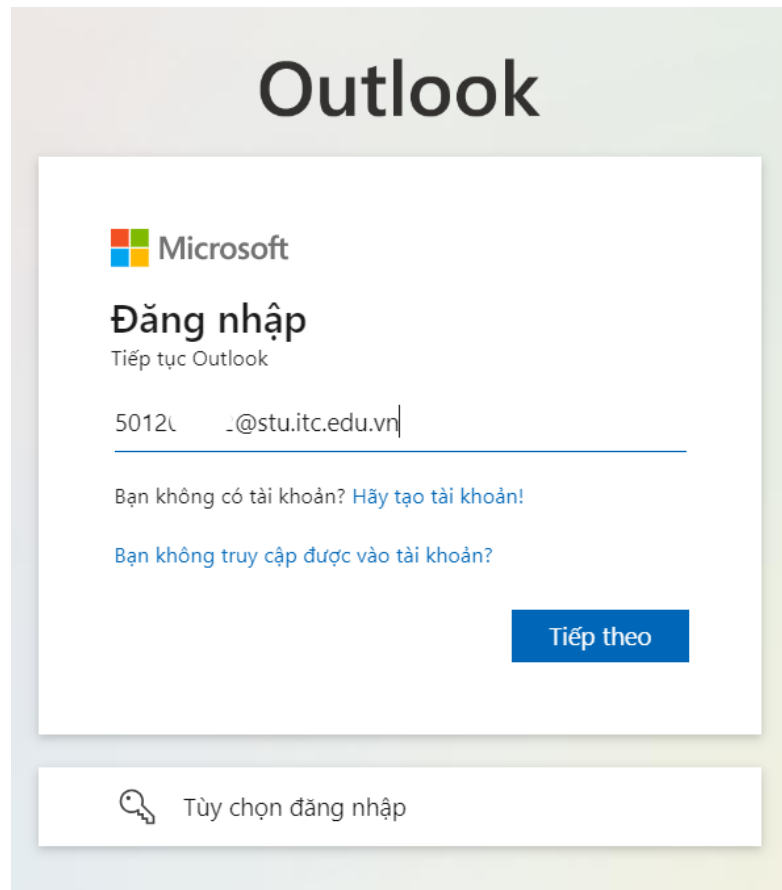 Outlook
Microsoft
Đăng nhập
Tiếp tục Outlook
@stu.itc.edu.vn
Bạn không có tài khoản? Hãy tạo tài khoản!
Bạn không truy cập được vào tài khoản?
Tiếp theo
Tùy chọn đăng nhập